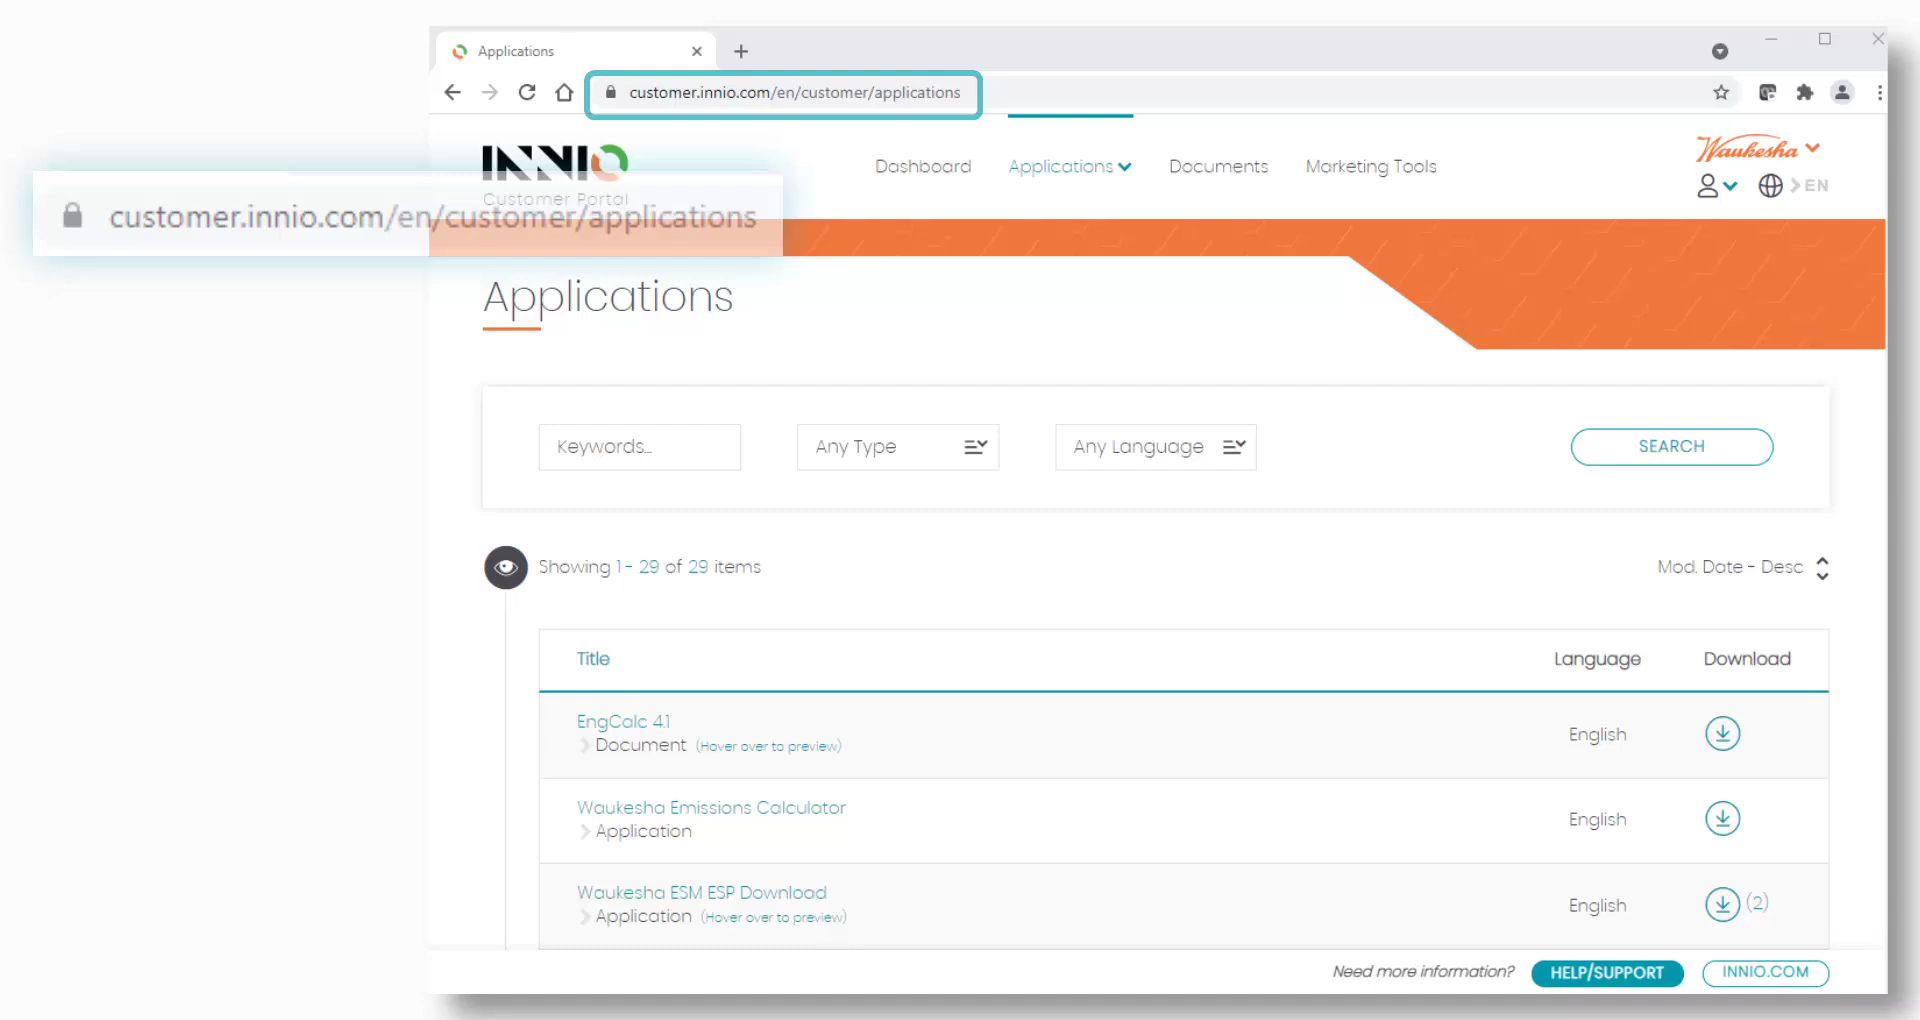 Applications
customer.innio.com/en/customer/applications
INNIO
Customer Portal
Dashboard
Applications
Documents
Marketing Tools
Waukesha
EN
customer.innio.com/en/customer/applications
Applications
Keywords...
Any Type
Any Language
SEARCH
Showing 1 - 29 of 29 items
Mod. Date - Desc
Title Language Download
EngCalc 4.1
Document (Hover over to preview)
English
Waukesha Emissions Calculator
Application
English
Waukesha ESM ESP Download
Application (Hover over to preview)
English
(2)
Need more information?
HELP/SUPPORT
INNIO.COM